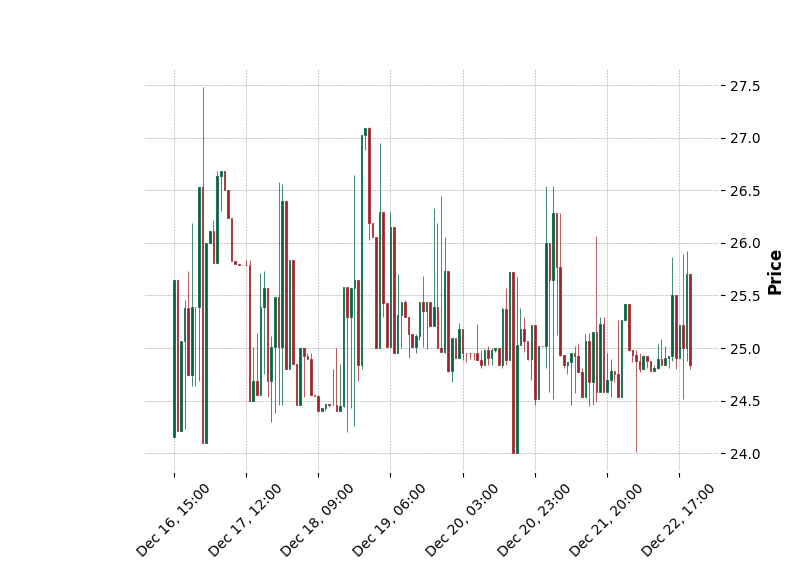 27.5
27.0
26.5
26.0
25.5
25.0
24.5
24.0
Price
Dec 16, 15:00
Dec 17, 12:00
Dec 18, 09:00
Dec 19, 06:00
Dec 20, 03:00
Dec 20, 23:00
Dec 21, 20:00
Dec 22, 17:00